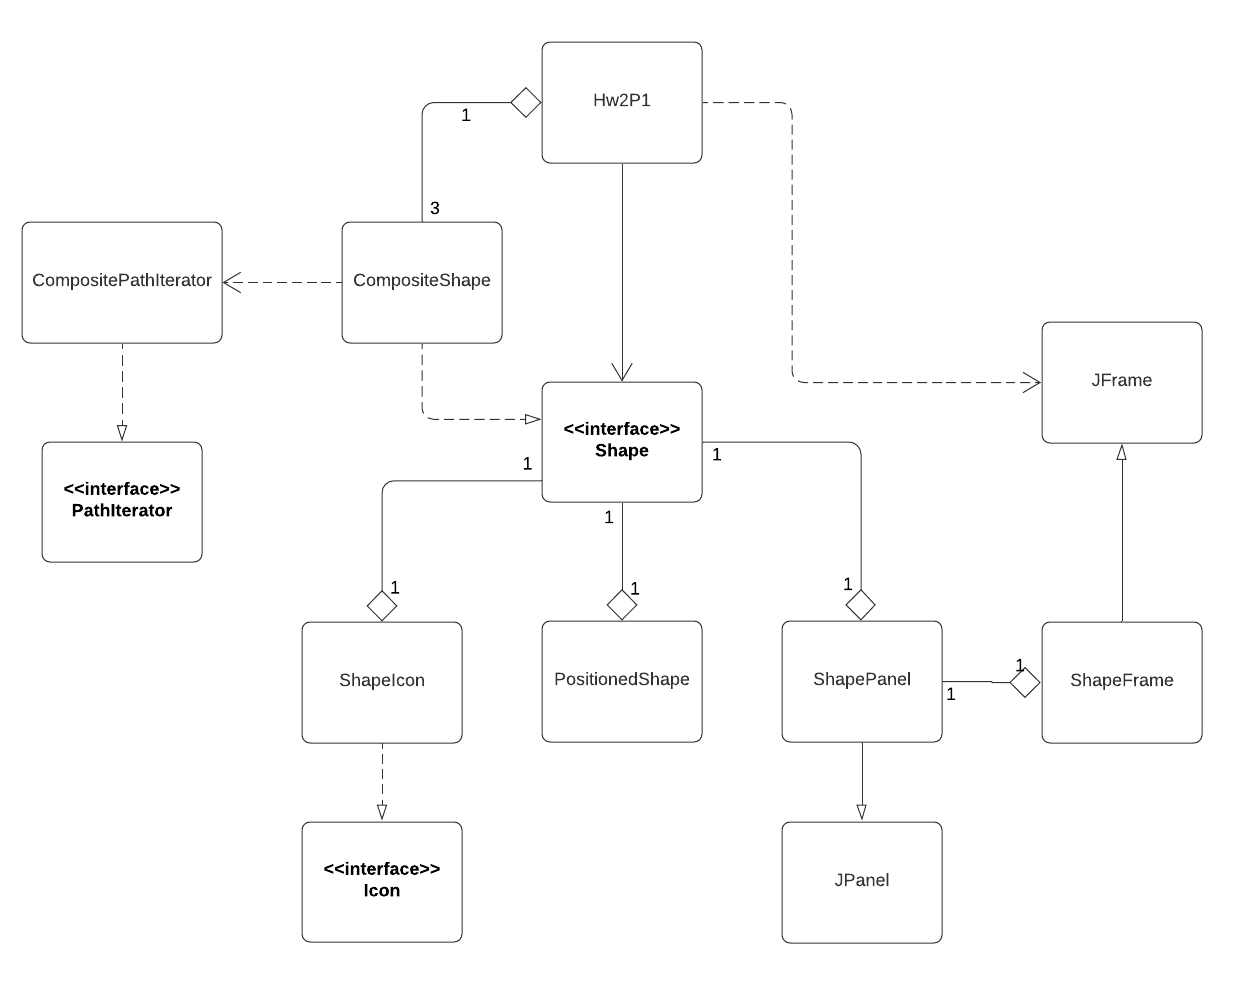 Hw2P1
1
3
CompositePathIterator
CompositeShape
JFrame
<<interface>>
Shape
1
1
<<interface>>
PathIterator
1
1
1
1
ShapeIcon
PositionedShape
ShapePanel
1
1
ShapeFrame
<<interface>>
Icon
JPanel